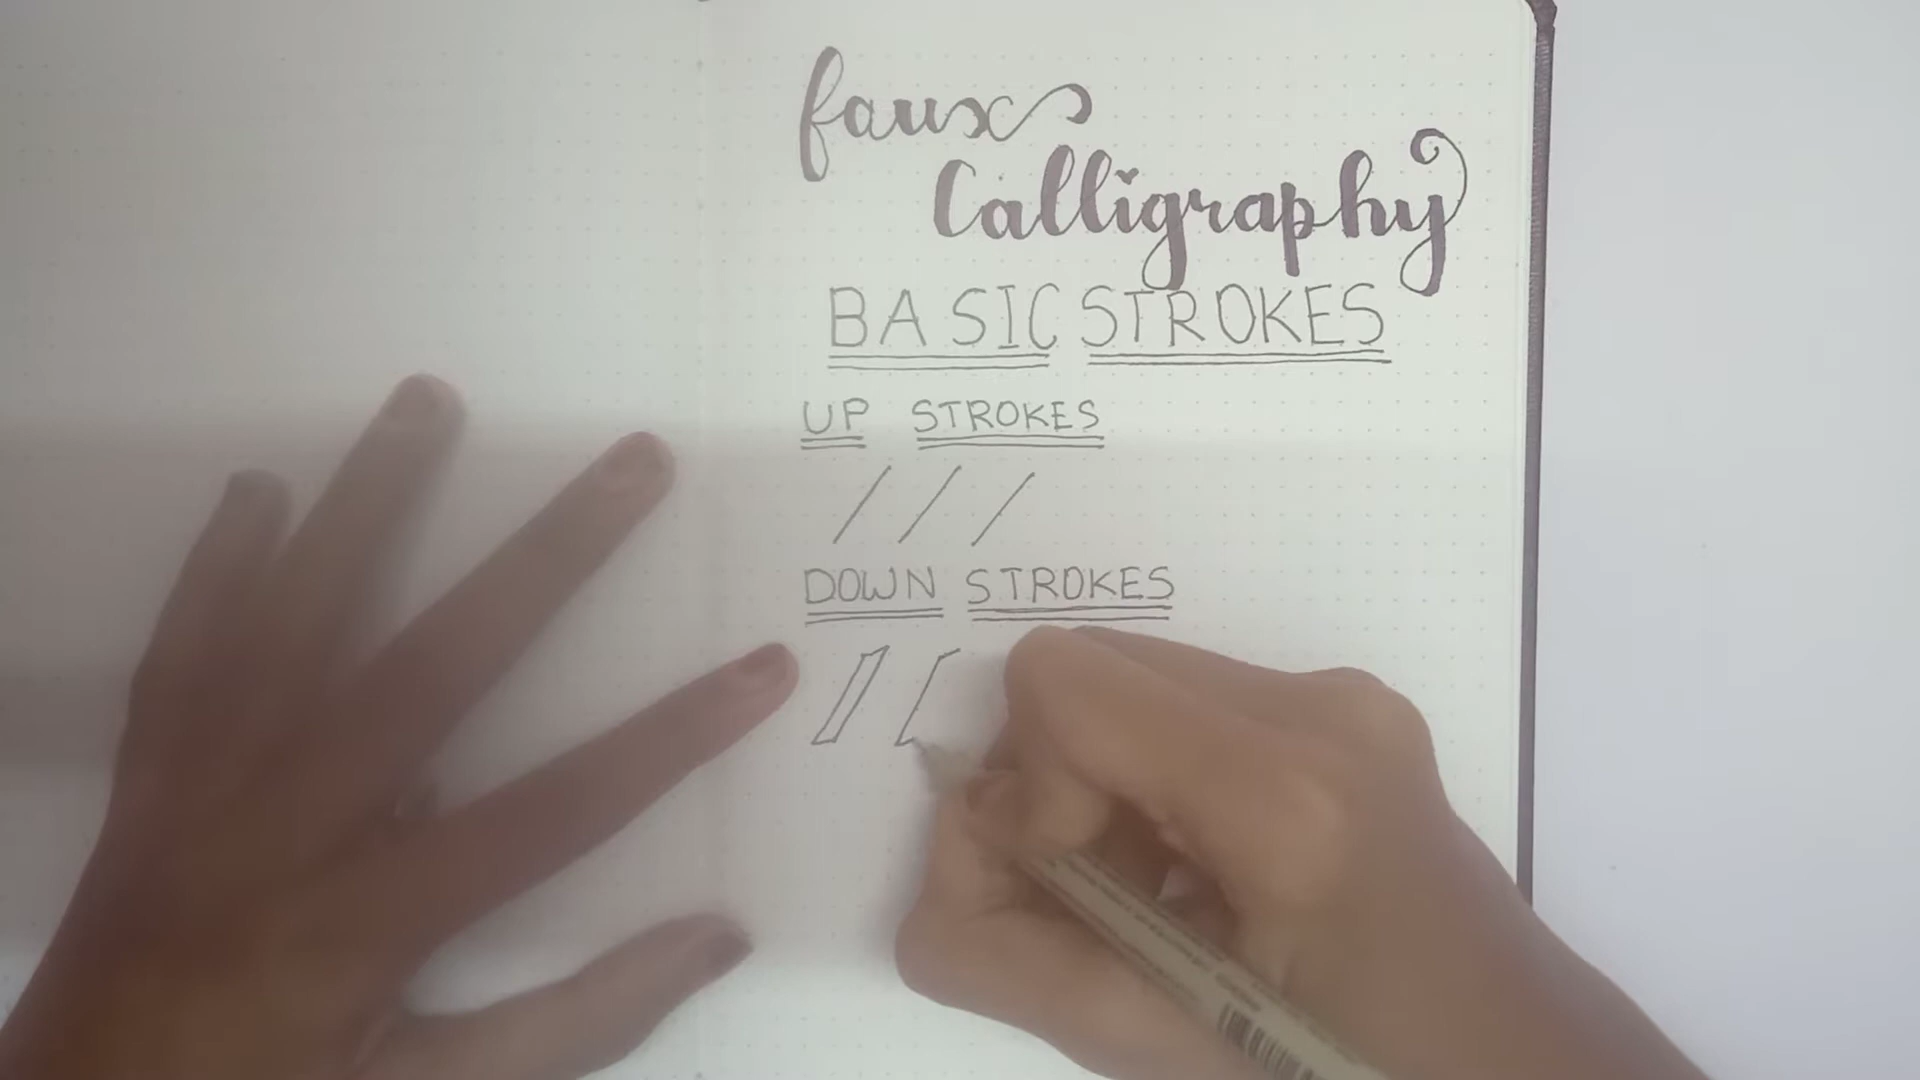 faux
Calligraphy
BASIC STROKES
UP STROKES
DOWN STROKES